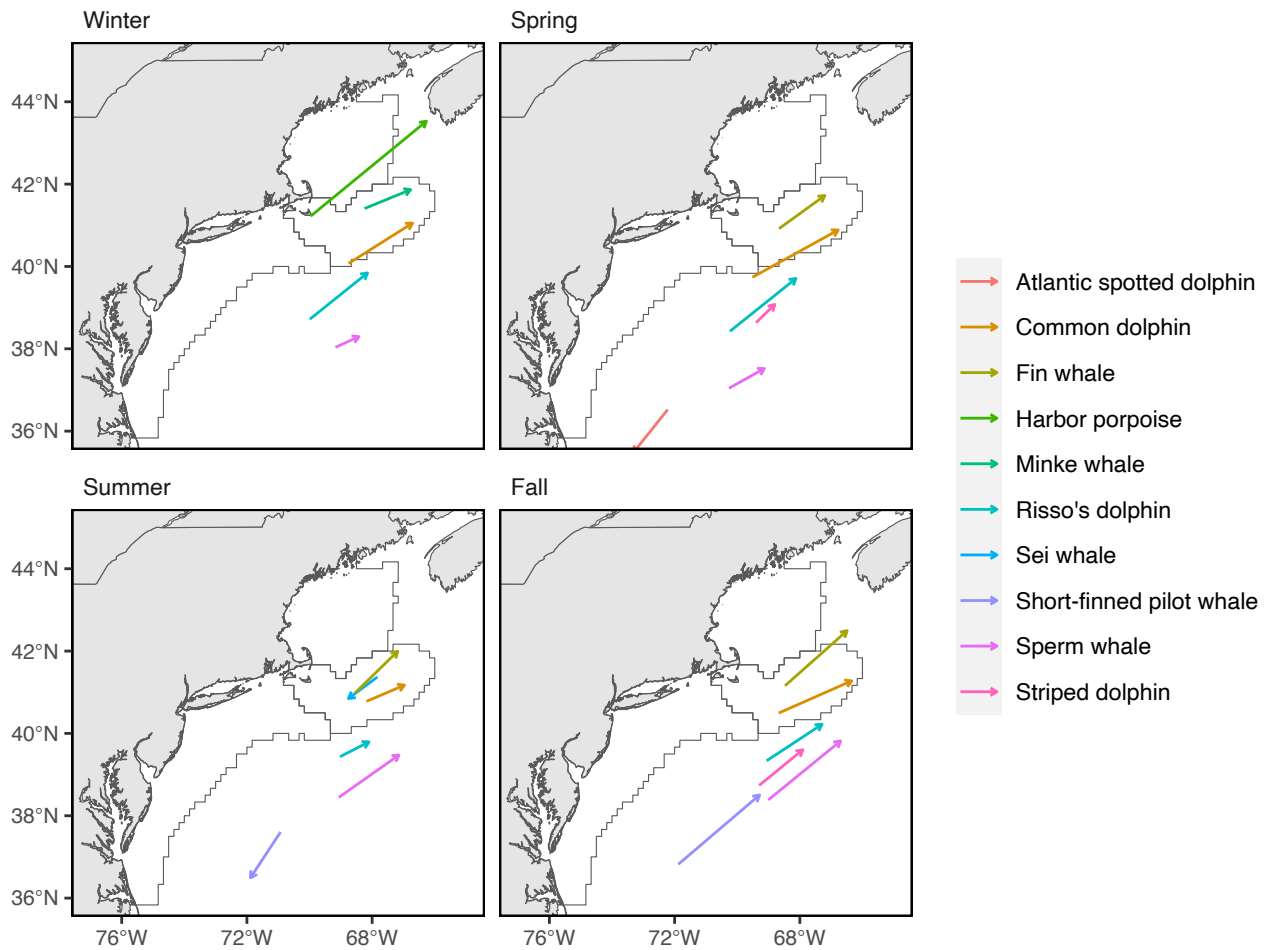 Winter
Spring
44°N
42°N
40°N
38°N
36°N
Summer
Fall
44°N
42°N
40°N
38°N
36°N
76°W
72°W
68°W
76°W
72°W
68°W
Atlantic spotted dolphin
Common dolphin
Fin whale
Harbor porpoise
Minke whale
Risso's dolphin
Sei whale
Short-finned pilot whale
Sperm whale
Striped dolphin